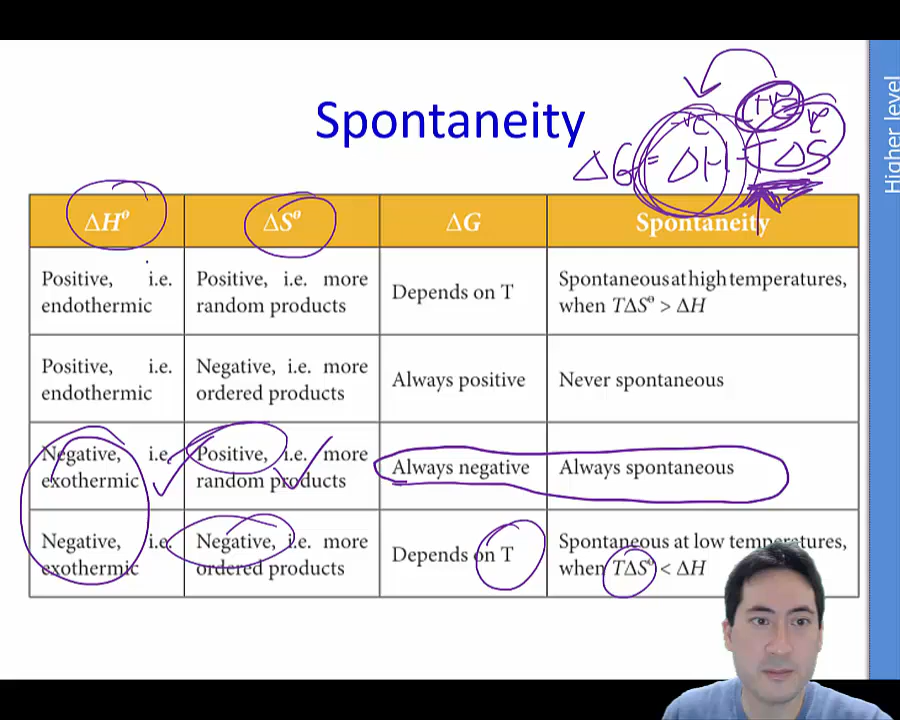 Higher level
Spontaneity
+ve
-ve
ve
ΔG = ΔH - TΔS
ΔH° ΔS° ΔG Spontaneity
Positive, i.e. endothermic
Positive, i.e. more random products
Depends on T
Spontaneous at high temperatures, when TΔS° > ΔH
Positive, i.e. endothermic
Negative, i.e. more ordered products
Always positive
Never spontaneous
Negative, i.e. exothermic
Positive, i.e. more random products
Always negative
Always spontaneous
Negative, i.e. exothermic
Negative, i.e. more ordered products
Depends on T
Spontaneous at low temperatures, when TΔS° < ΔH